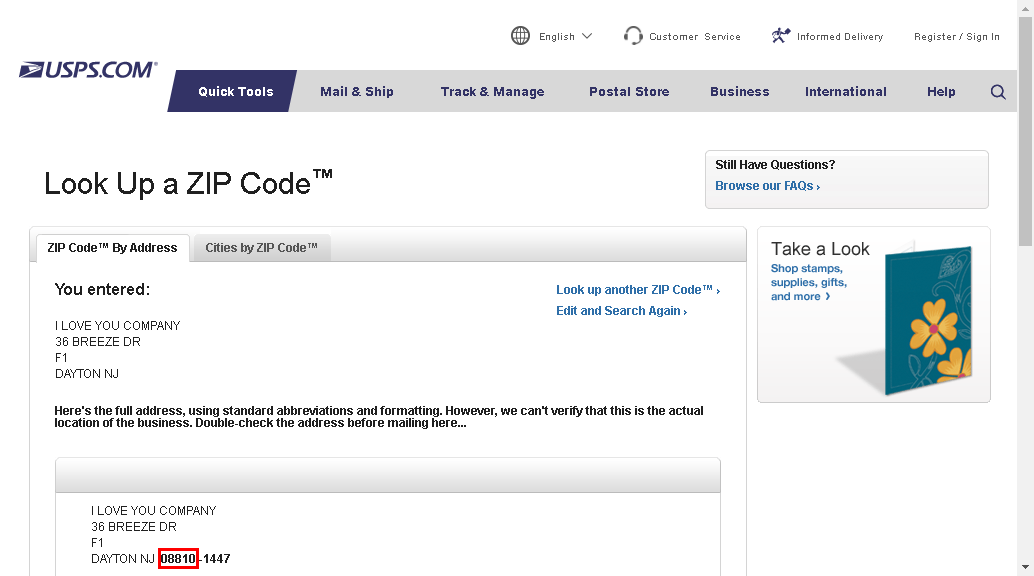 English
Customer Service
Informed Delivery
Register / Sign In
USPS.COM®
Quick Tools
Mail & Ship
Track & Manage
Postal Store
Business
International
Help
Look Up a ZIP Code™
Still Have Questions?
Browse our FAQs ›
ZIP Code™ By Address
Cities by ZIP Code™
You entered:
Look up another ZIP Code™ ›
Edit and Search Again ›
I LOVE YOU COMPANY
36 BREEZE DR
F1
DAYTON NJ
Here's the full address, using standard abbreviations and formatting. However, we can't verify that this is the actual
location of the business. Double-check the address before mailing here...
I LOVE YOU COMPANY
36 BREEZE DR
F1
DAYTON NJ 08810-1447
Take a Look
Shop stamps,
supplies, gifts,
and more ›